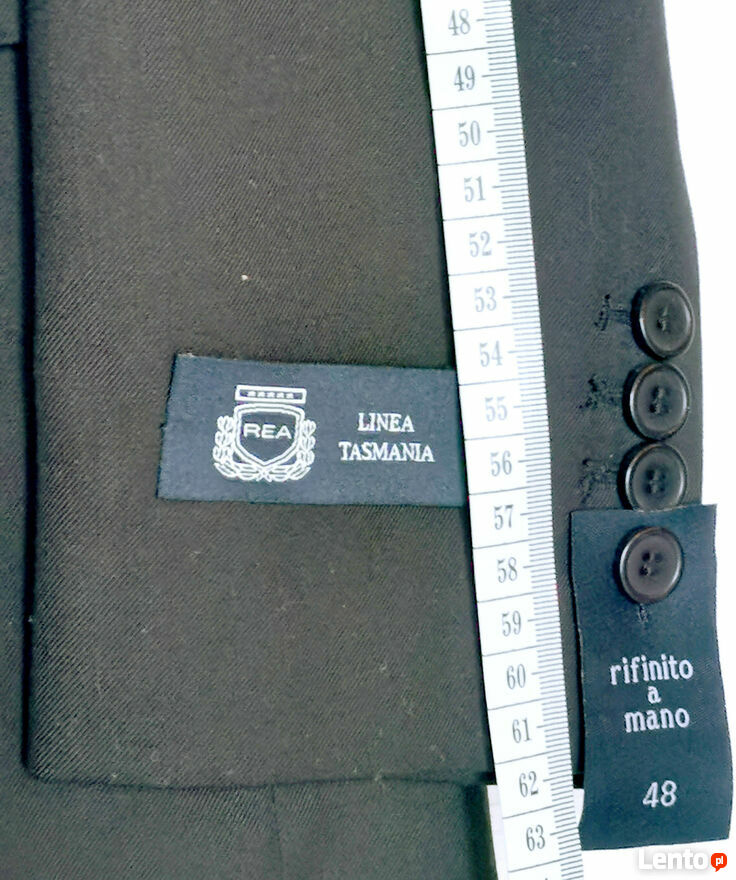 48
49
50
51
52
53
54
55
56
57
58
59
60
61
62
63
REA
LINEA
TASMANIA
rifinito
a
mano
48
Lento.pl